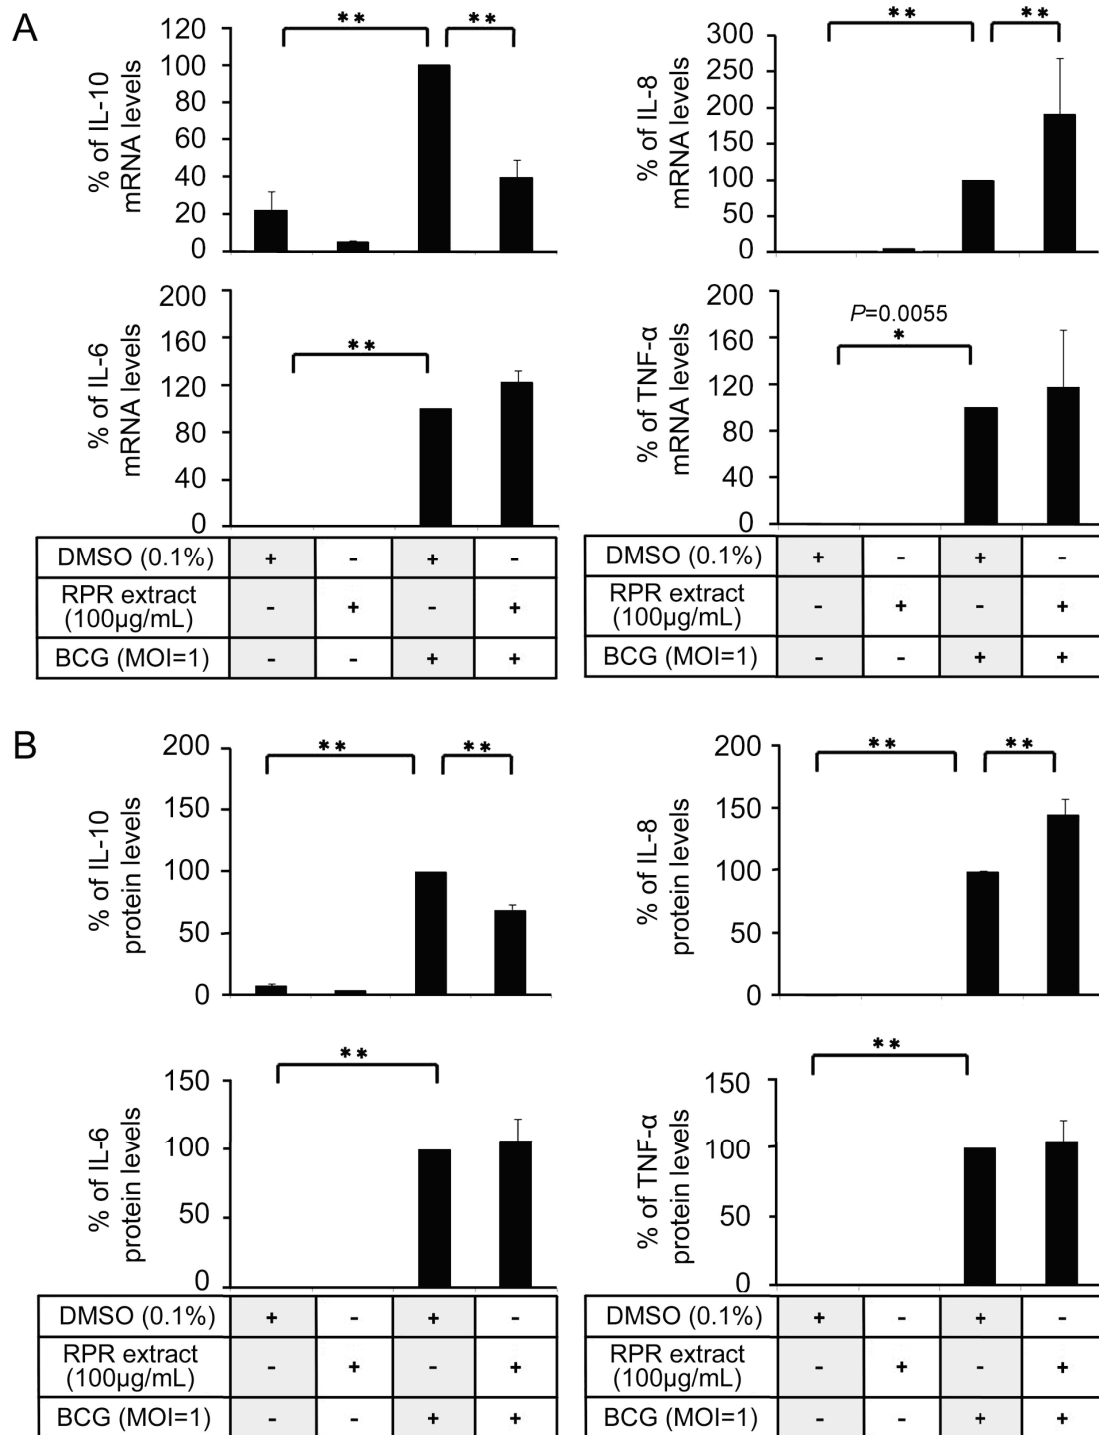 A
% of IL-10
mRNA levels
120
100
80
60
40
20
0
** **
% of IL-8
mRNA levels
300
250
200
150
100
50
0
** **
% of IL-6
mRNA levels
200
160
120
80
40
0
**
% of TNF-α
mRNA levels
200
160
120
80
40
0
P=0.0055
*
DMSO (0.1%) + - + -
RPR extract
(100µg/mL) - + - +
BCG (MOI=1) - - + +
DMSO (0.1%) + - + -
RPR extract
(100µg/mL) - + - +
BCG (MOI=1) - - + +
B
% of IL-10
protein levels
200
150
100
50
0
** **
% of IL-8
protein levels
200
150
100
50
0
** **
% of IL-6
protein levels
150
100
50
0
**
% of TNF-α
protein levels
150
100
50
0
**
DMSO (0.1%) + - + -
RPR extract
(100µg/mL) - + - +
BCG (MOI=1) - - + +
DMSO (0.1%) + - + -
RPR extract
(100µg/mL) - + - +
BCG (MOI=1) - - + +